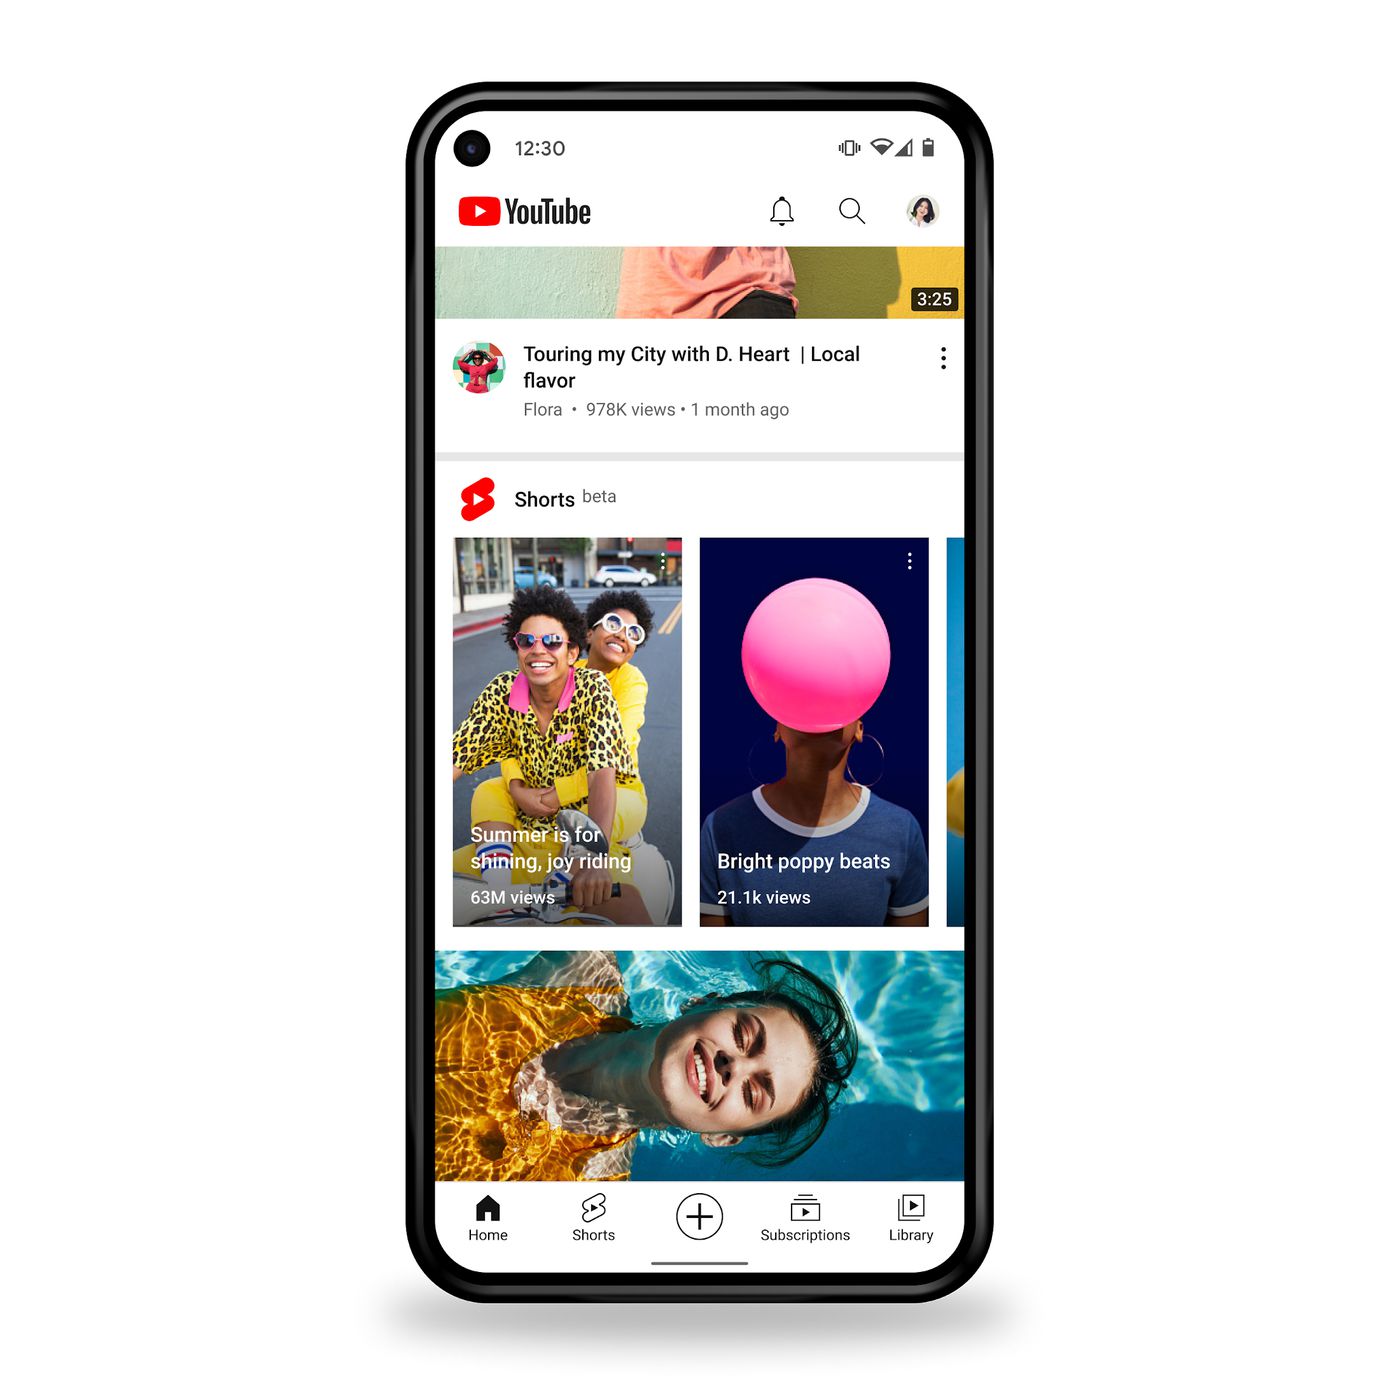 12:30
YouTube
3:25
Touring my City with D. Heart | Local
flavor
Flora • 978K views • 1 month ago
Shorts beta
Summer is for
shining, joy riding
63M views
Bright poppy beats
21.1k views
Home
Shorts
Subscriptions
Library